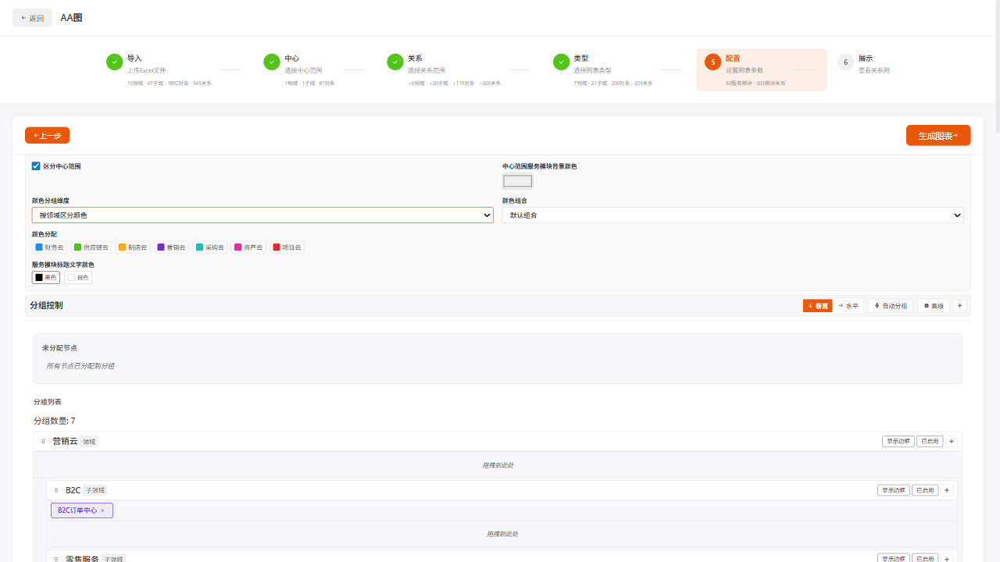 ← 返回
AA图
导入
上传Excel文件
13领域 · 47子域 · 1892对象 · 545关系
中心
选择中心范围
1领域 · 1子域 · 81对象
关系
选择关系范围
+6领域 · +20子域 · +119对象 · +303关系
类型
选择图表类型
7领域 · 21子域 · 200对象 · 303关系
5
配置
设置图表参数
50服务模块 · 303模块关系
6
展示
查看关系图
←上一步
生成图表→
区分中心范围
中心范围服务模块背景颜色
颜色分组维度
颜色组合
按领域区分颜色
默认组合
颜色分配
财务云
供应链云
制造云
营销云
采购云
资产云
项目云
服务模块标题文字颜色
黑色
白色
分组控制
↓ 垂直
→ 水平
自动分组
高级
+
未分配节点
所有节点已分配到分组
分组列表
分组数量: 7
营销云 领域
显示边框
已启用
+
拖拽到此处
B2C 子领域
显示边框
已启用
+
B2C订单中心 ×
拖拽到此处
零售服务 子领域
显示边框
已启用
+